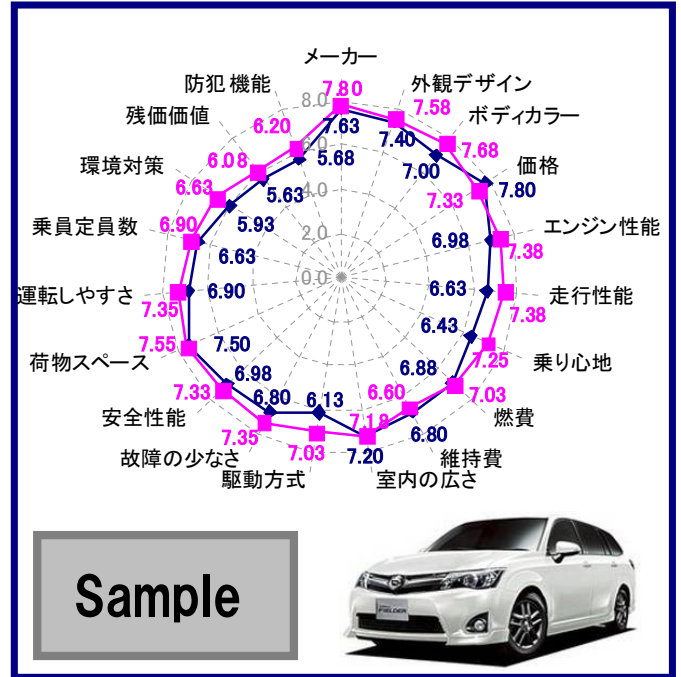 メーカー
7.80
防犯機能
外観デザイン
8.0
7.58
残価価値
ボディカラー
6.20
7.63
7.40
7.68
6.0
5.68
7.00
環境対策
6.08
価格
6.63
5.63
4.0
7.33
7.80
乗員定員数
6.90
5.93
2.0
6.98
エンジン性能
7.38
6.63
運転しやすさ
7.35
6.90
0.0
6.63
走行性能
7.38
荷物スペース
7.55
7.50
6.43
乗り心地
7.25
安全性能
7.33
6.98
6.88
燃費
7.03
故障の少なさ
7.35
6.80
6.13
6.60
6.80
維持費
駆動方式
7.03
7.18
7.20
室内の広さ
Sample
FIELDER